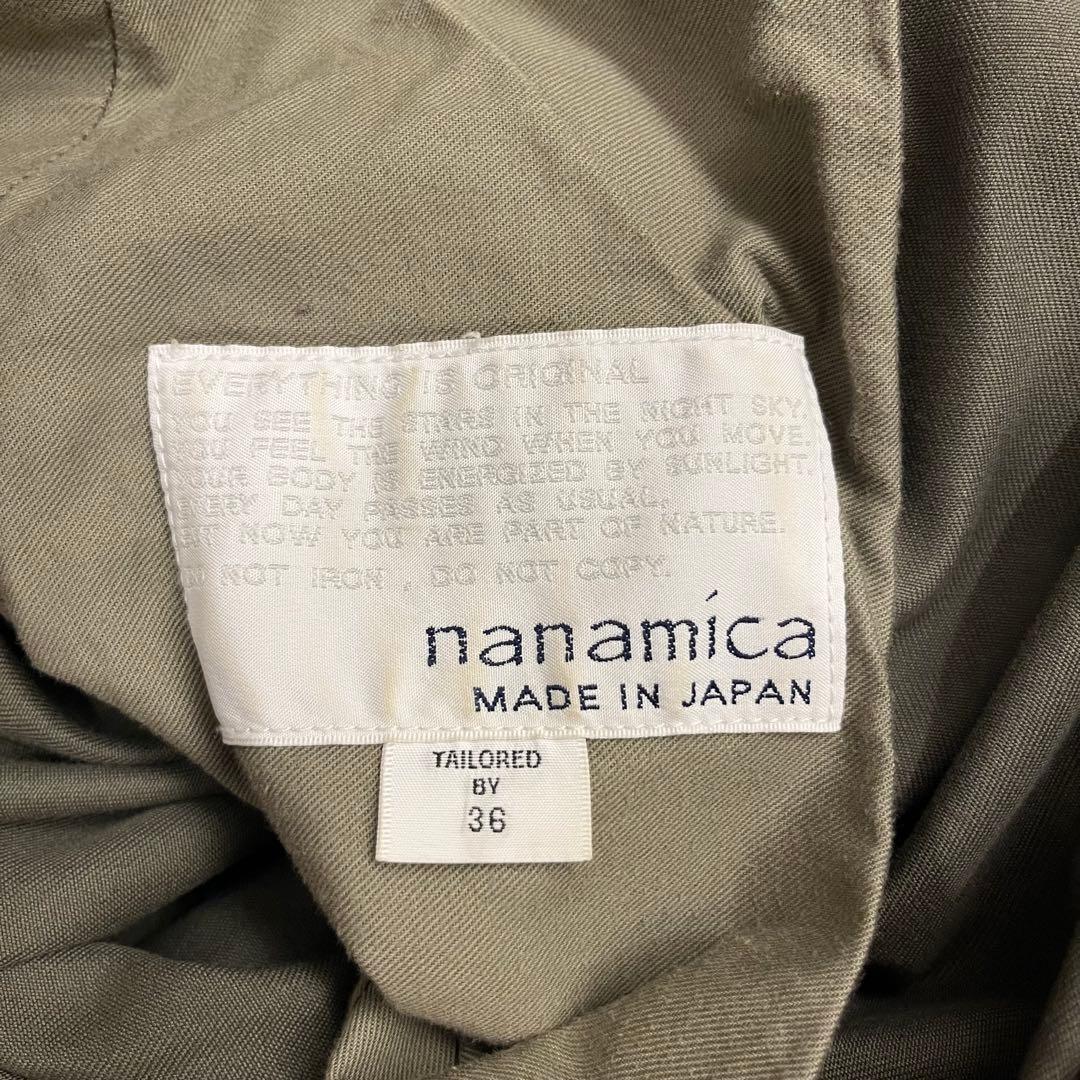 EVERYTHING IS ORIGINAL
YOU SEE THE STARS IN THE NIGHT SKY.
YOU FEEL THE WIND WHEN YOU MOVE.
YOUR BODY IS ENERGIZED BY SUNLIGHT.
EVERY DAY PASSES AS USUAL,
BUT NOW YOU ARE PART OF NATURE.
DO NOT IRON , DO NOT COPY.
nanamíca
MADE IN JAPAN
TAILORED
BY
36